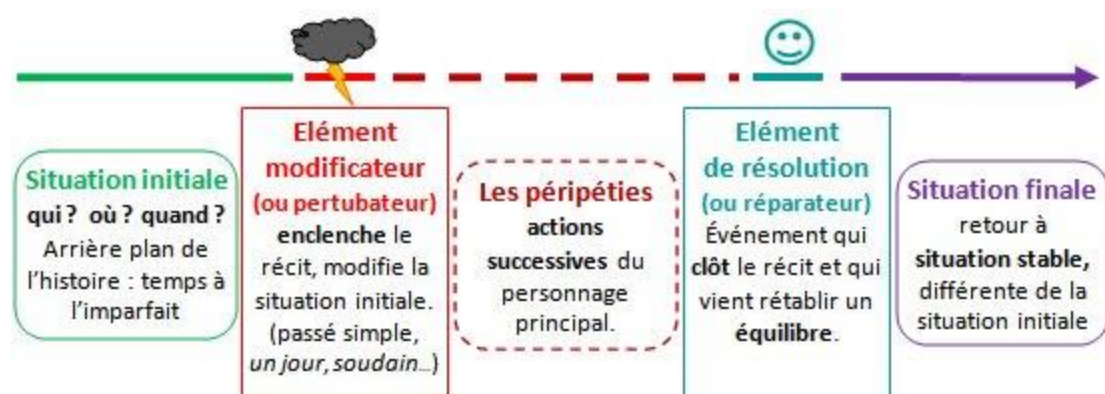 Situation initiale
qui ? où ? quand ?
Arrière plan de
l'histoire : temps à
l'imparfait
Elément
modificateur
(ou pertubateur)
enclenche le
récit, modifie la
situation initiale.
(passé simple,
un jour, soudain...)
Les péripéties
actions
successives du
personnage
principal.
Elément
de résolution
(ou réparateur)
Événement qui
clôt le récit et qui
vient rétablir un
équilibre.
Situation finale
retour à
situation stable,
différente de la
situation initiale